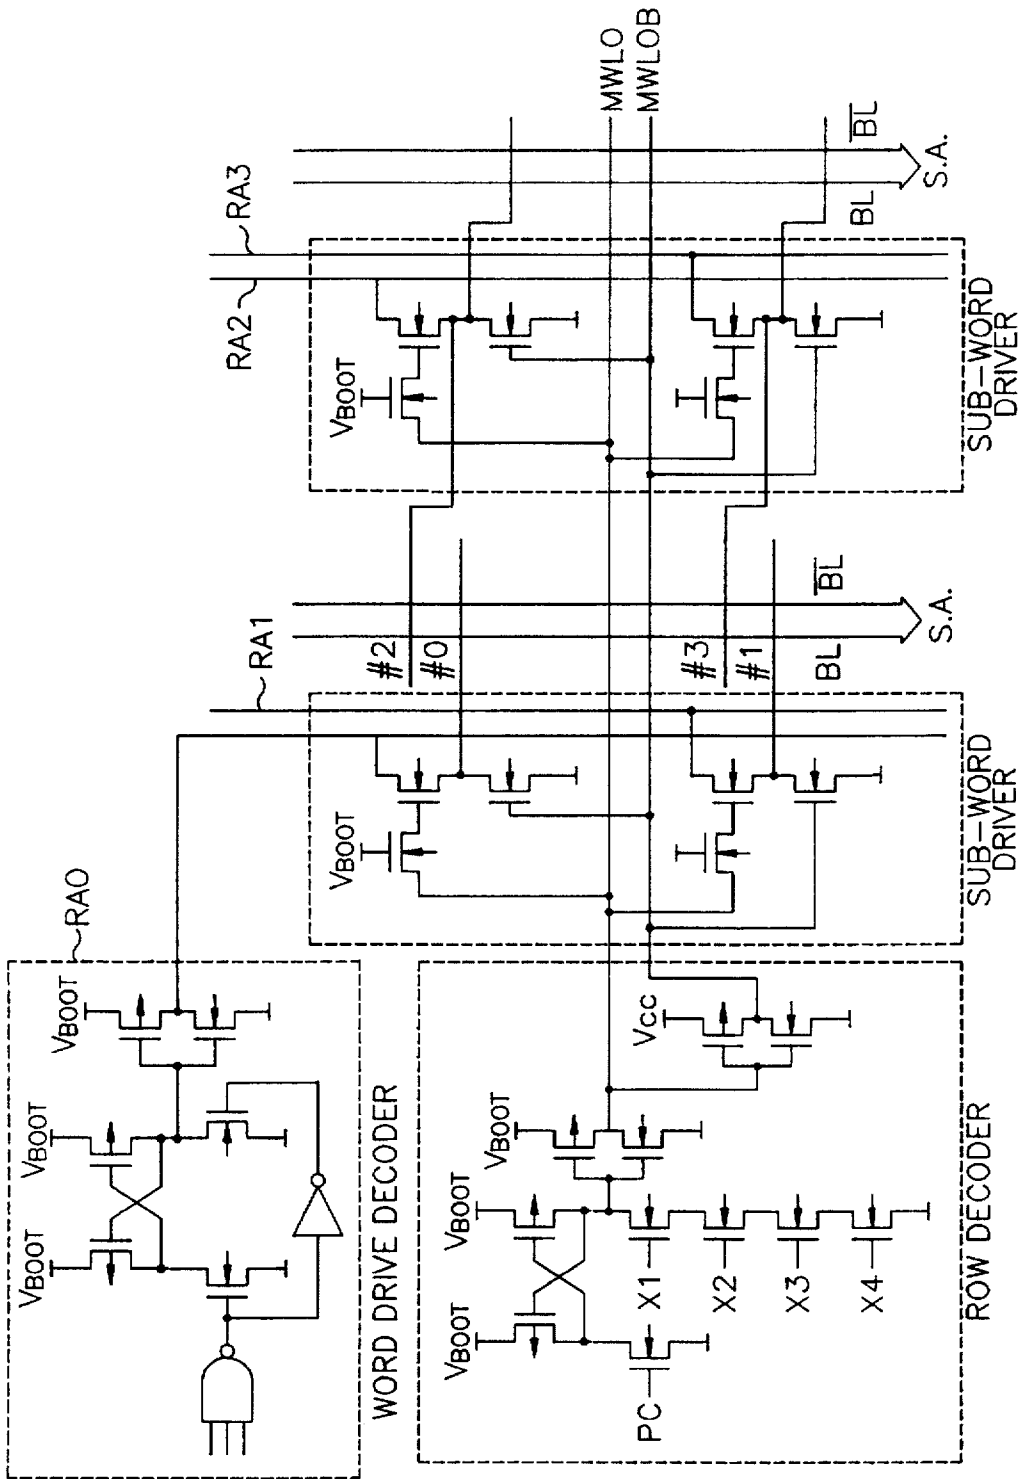 MWLO
MWLOB
RA3
RA2
BL
BL
S.A.
VBOOT
SUB-WORD
DRIVER
RA1
#2
#0
#3
#1
BL
BL
S.A.
VBOOT
SUB-WORD
DRIVER
RA0
VBOOT
VBOOT
VBOOT
WORD DRIVE DECODER
VCC
VBOOT
VBOOT
VBOOT
X1
X2
X3
X4
PC
ROW DECODER